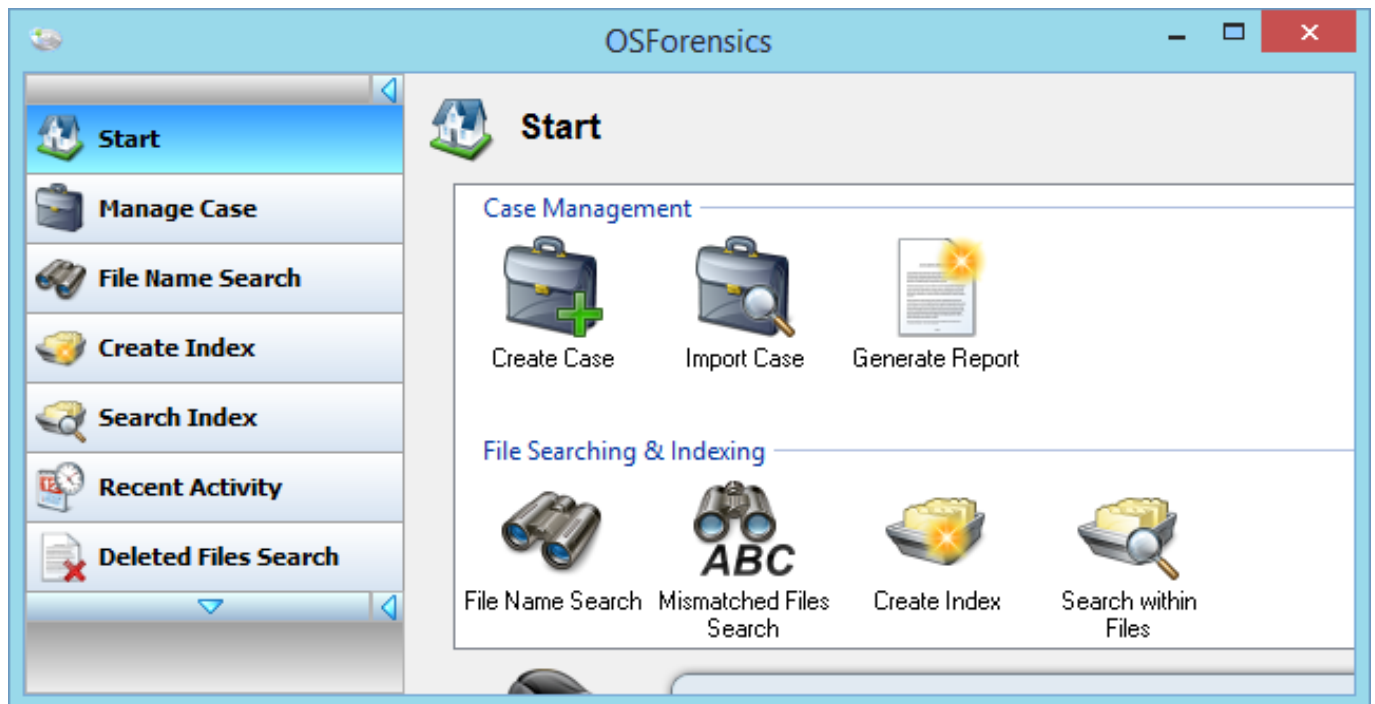 OSForensics
Start
Manage Case
File Name Search
Create Index
Search Index
Recent Activity
Deleted Files Search
Start
Case Management
Create Case
Import Case
Generate Report
File Searching & Indexing
ABC
File Name Search
Mismatched Files
Search
Create Index
Search within
Files